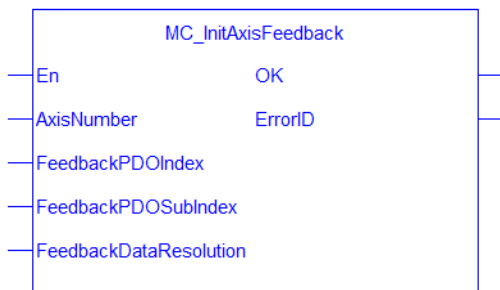 MC_InitAxisFeedback
En OK
AxisNumber ErrorID
FeedbackPDOIndex
FeedbackPDOSubIndex
FeedbackDataResolution